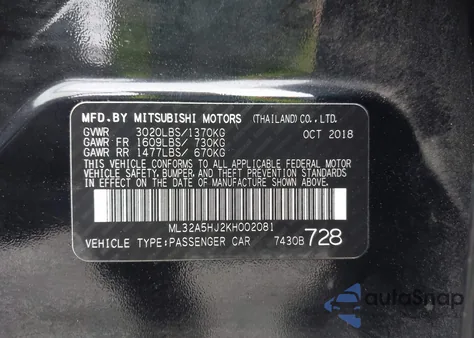 MFD.BY MITSUBISHI MOTORS (THAILAND) CO., LTD.
GVWR 3020LBS/1370KG OCT 2018
GAWR FR 1609LBS/ 730KG
GAWR RR 1477LBS/ 670KG
THIS VEHICLE CONFORMS TO ALL APPLICABLE FEDERAL MOTOR
VEHICLE SAFETY, BUMPER, AND THEFT PREVENTION STANDARDS
IN EFFECT ON THE DATE OF MANUFACTURE SHOWN ABOVE.
ML32A5HJ2KH002081
VEHICLE TYPE:PASSENGER CAR 7430B 728
autoSnap